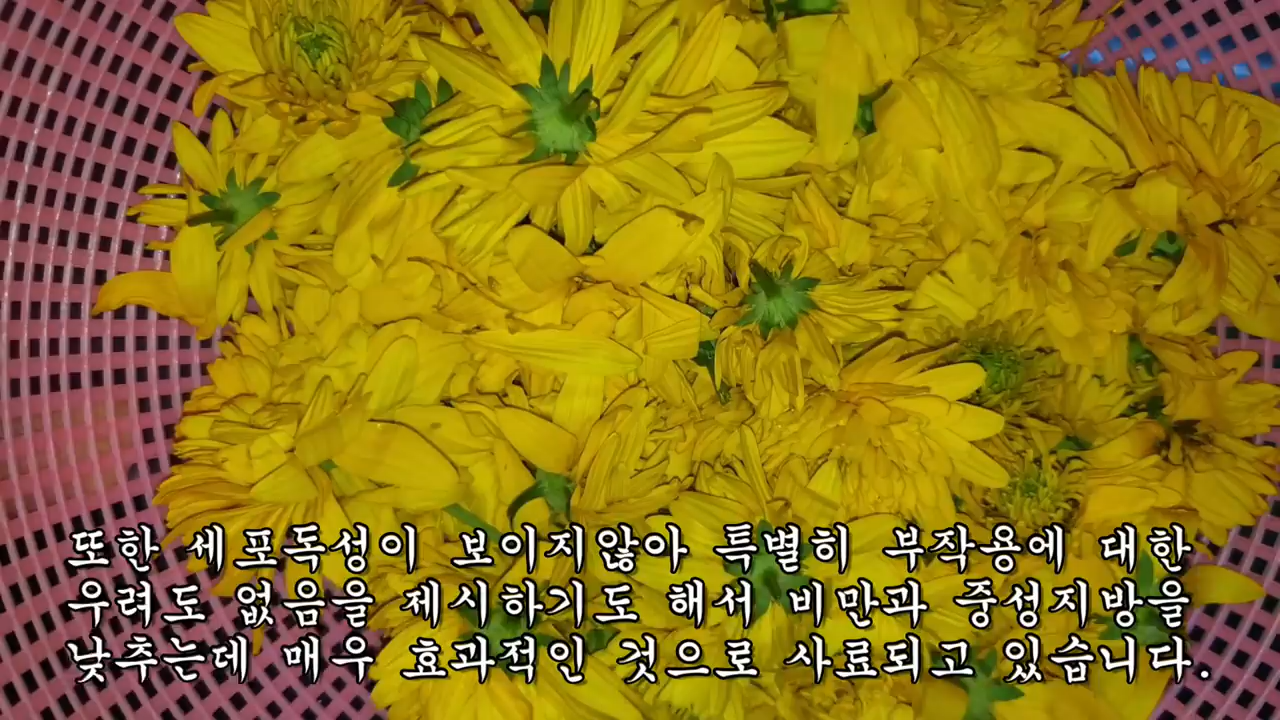 또한 세포독성이 보이지않아 특별히 부작용에 대한
우려도 없음을 제시하기도 해서 비만과 중성지방을
낮추는데 매우 효과적인 것으로 사료되고 있습니다.